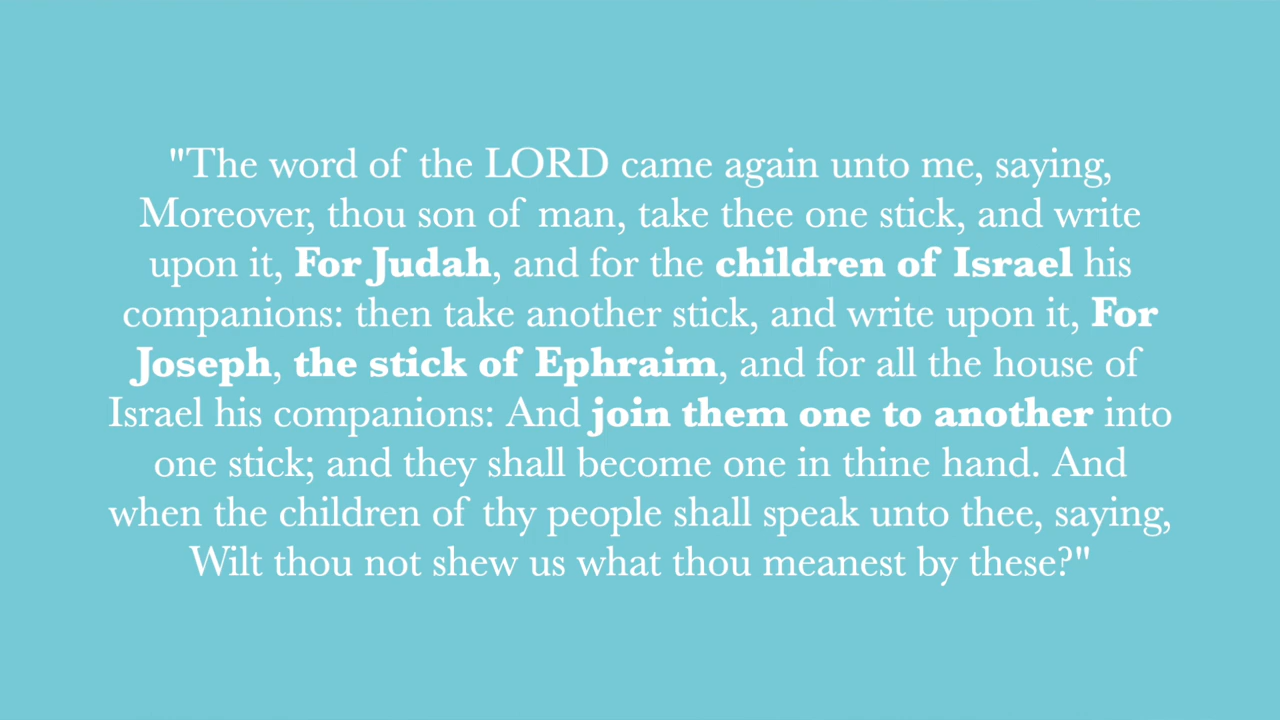 "The word of the LORD came again unto me, saying,
Moreover, thou son of man, take thee one stick, and write
upon it, For Judah, and for the children of Israel his
companions: then take another stick, and write upon it, For
Joseph, the stick of Ephraim, and for all the house of
Israel his companions: And join them one to another into
one stick; and they shall become one in thine hand. And
when the children of thy people shall speak unto thee, saying,
Wilt thou not shew us what thou meanest by these?"